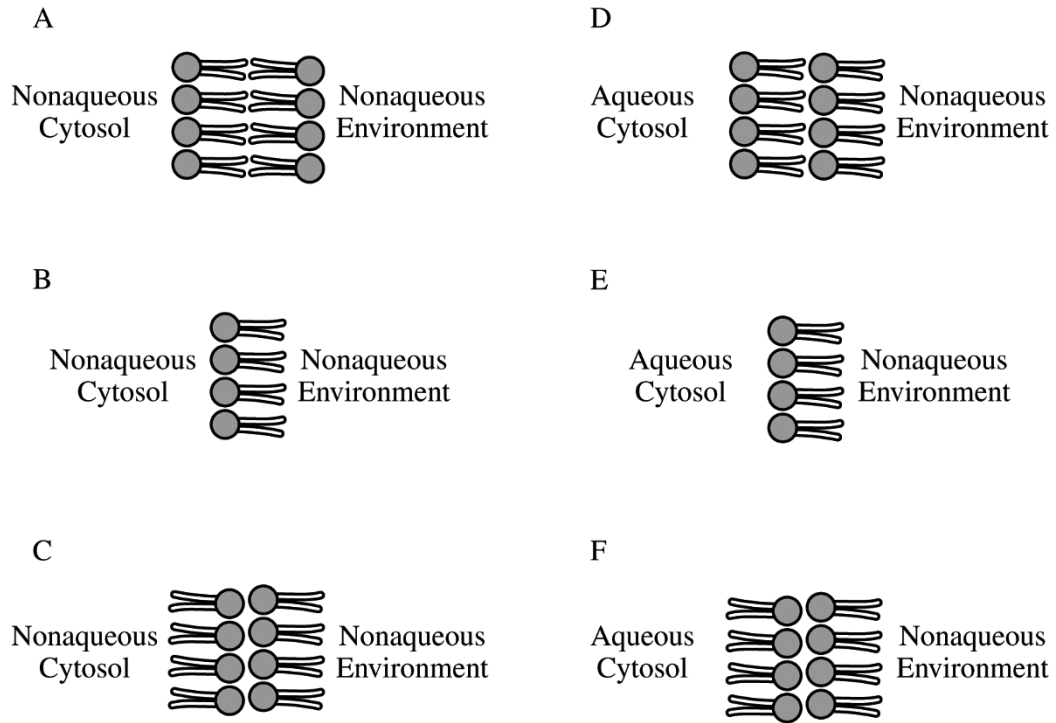 A
Nonaqueous
Cytosol
Nonaqueous
Environment
B
Nonaqueous
Cytosol
Nonaqueous
Environment
C
Nonaqueous
Cytosol
Nonaqueous
Environment
D
Aqueous
Cytosol
Nonaqueous
Environment
E
Aqueous
Cytosol
Nonaqueous
Environment
F
Aqueous
Cytosol
Nonaqueous
Environment